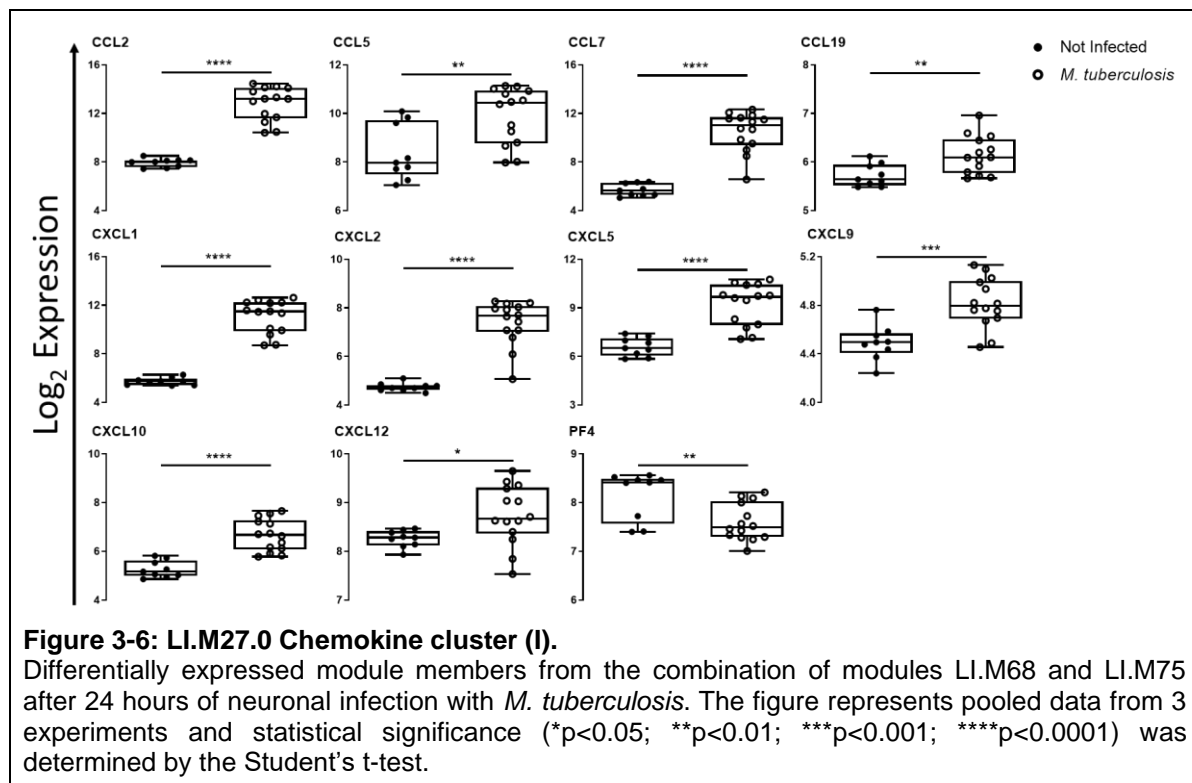 CCL2
CCL5
CCL7
CCL19
Not Infected
M. tuberculosis
****
**
****
**
16
12
8
4
12
10
8
6
16
12
8
4
8
7
6
5
CXCL1
CXCL2
CXCL5
CXCL9
****
****
****
***
16
12
8
4
10
8
6
4
12
9
6
3
5.2
4.8
4.4
4.0
CXCL10
CXCL12
PF4
****
*
**
10
8
6
4
10
9
8
7
9
8
7
6
Log2 Expression
Figure 3-6: LI.M27.0 Chemokine cluster (I).
Differentially expressed module members from the combination of modules LI.M68 and LI.M75
after 24 hours of neuronal infection with M. tuberculosis. The figure represents pooled data from 3
experiments and statistical significance (*p<0.05; **p<0.01; ***p<0.001; ****p<0.0001) was
determined by the Student’s t-test.